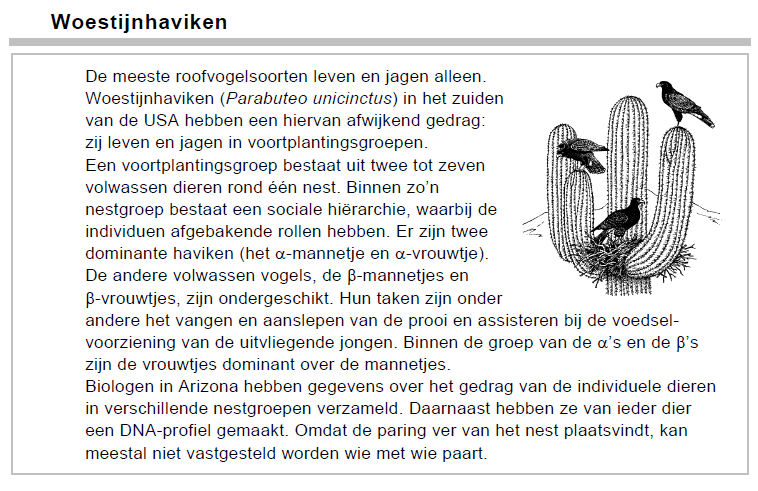 Woestijnhaviken
De meeste roofvogelsoorten leven en jagen alleen.
Woestijnhaviken (Parabuteo unicinctus) in het zuiden
van de USA hebben een hiervan afwijkend gedrag:
zij leven en jagen in voortplantingsgroepen.
Een voortplantingsgroep bestaat uit twee tot zeven
volwassen dieren rond één nest. Binnen zo’n
nestgroep bestaat een sociale hiërarchie, waarbij de
individuen afgebakende rollen hebben. Er zijn twee
dominante haviken (het α-mannetje en α-vrouwtje).
De andere volwassen vogels, de β-mannetjes en
β-vrouwtjes, zijn ondergeschikt. Hun taken zijn onder
andere het vangen en aanslepen van de prooi en assisteren bij de voedsel-
voorziening van de uitvliegende jongen. Binnen de groep van de α’s en de β’s
zijn de vrouwtjes dominant over de mannetjes.
Biologen in Arizona hebben gegevens over het gedrag van de individuele dieren
in verschillende nestgroepen verzameld. Daarnaast hebben ze van ieder dier
een DNA-profiel gemaakt. Omdat de paring ver van het nest plaatsvindt, kan
meestal niet vastgesteld worden wie met wie paart.